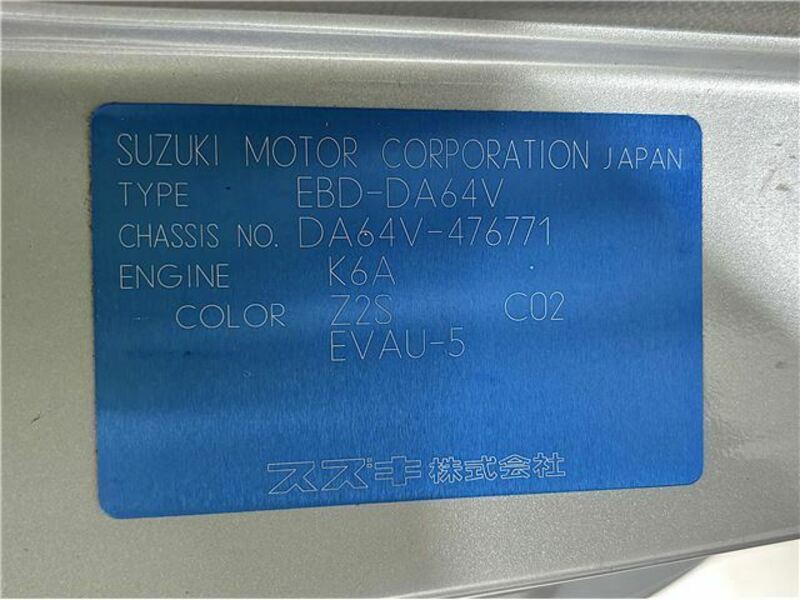 SUZUKI MOTOR CORPORATION JAPAN
TYPE EBD-DA64V
CHASSIS NO. DA64V-476771
ENGINE K6A
COLOR Z2S C02
EVAU-5
スズキ株式会社